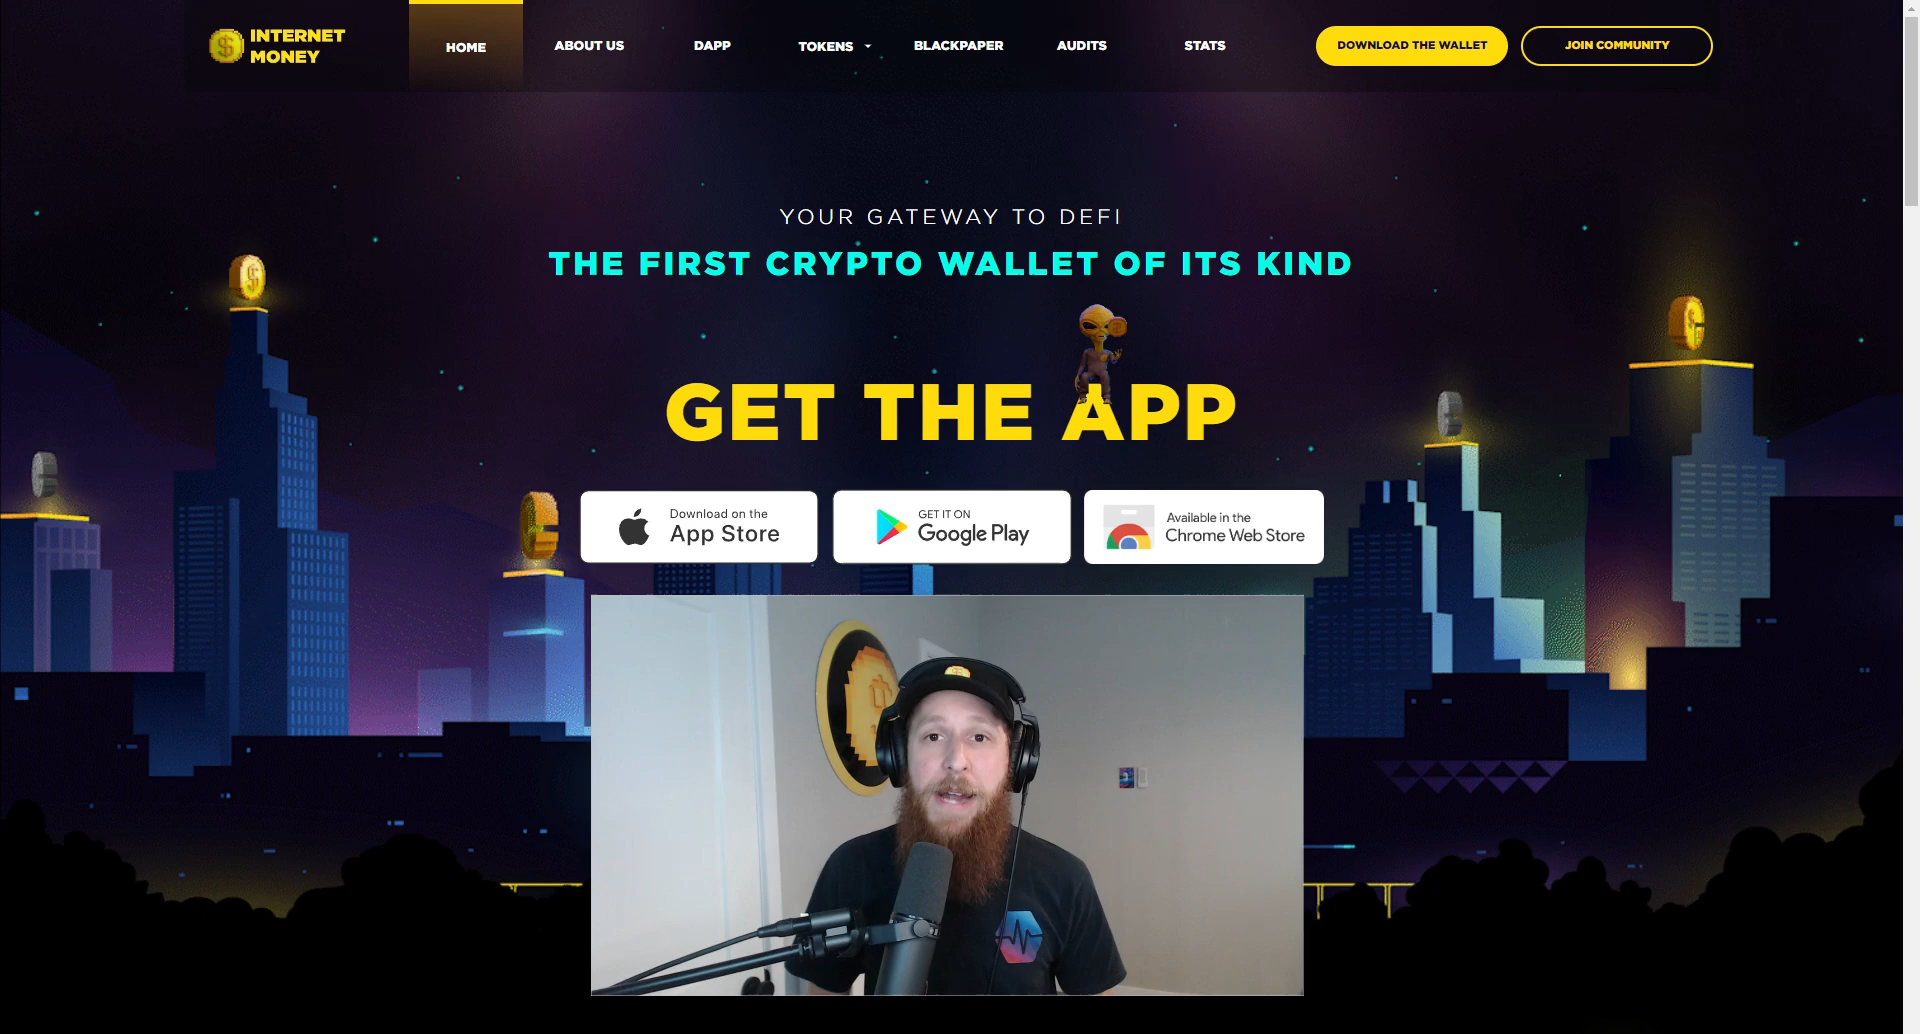 INTERNET
MONEY
HOME
ABOUT US
DAPP
TOKENS
BLACKPAPER
AUDITS
STATS
DOWNLOAD THE WALLET
JOIN COMMUNITY
YOUR GATEWAY TO DEFI
THE FIRST CRYPTO WALLET OF ITS KIND
GET THE APP
Download on the
App Store
GET IT ON
Google Play
Available in the
Chrome Web Store